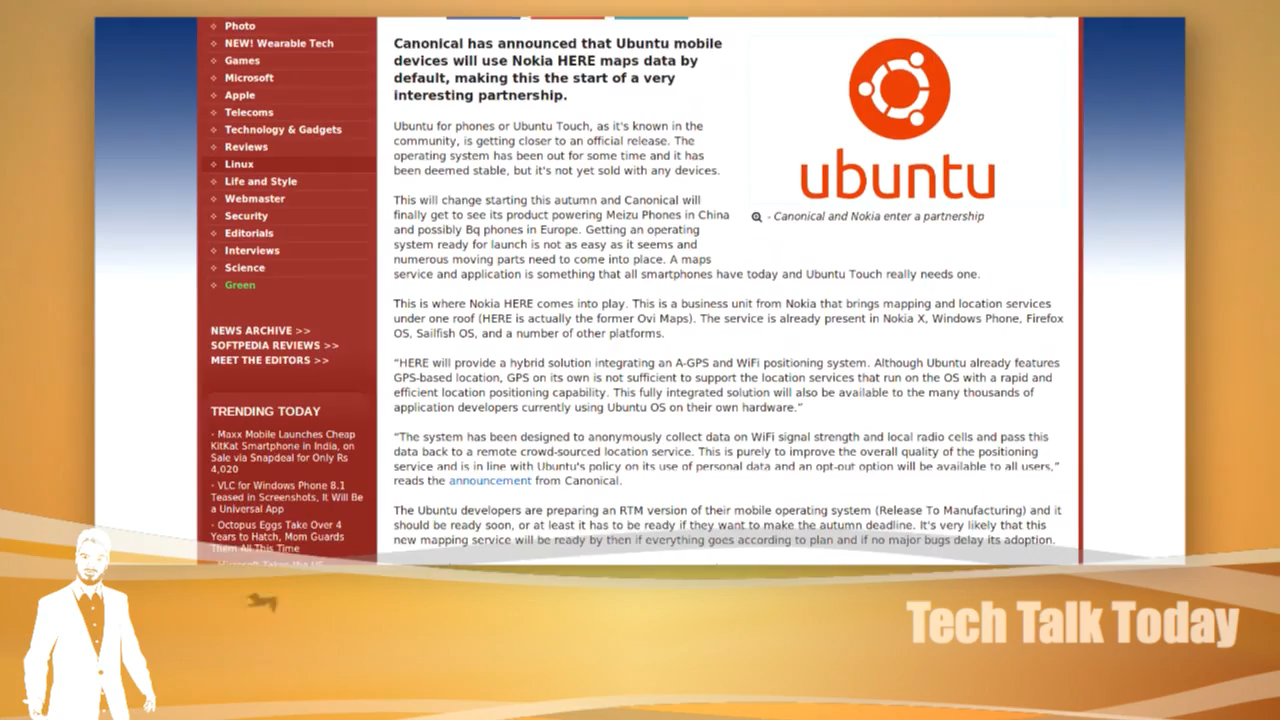 Photo
NEW! Wearable Tech
Games
Microsoft
Apple
Telecoms
Technology & Gadgets
Reviews
Linux
Life and Style
Webmaster
Security
Editorials
Interviews
Science
Green
NEWS ARCHIVE >>
SOFTPEDIA REVIEWS >>
MEET THE EDITORS >>
TRENDING TODAY
- Maxx Mobile Launches Cheap
KitKat Smartphone in India, on
Sale via Snapdeal for Only Rs
4,020
- VLC for Windows Phone 8.1
Teased in Screenshots, It Will Be
a Universal App
- Octopus Eggs Take Over 4
Years to Hatch, Mom Guards
Them All This Time
Canonical has announced that Ubuntu mobile
devices will use Nokia HERE maps data by
default, making this the start of a very
interesting partnership.
Ubuntu for phones or Ubuntu Touch, as it's known in the
community, is getting closer to an official release. The
operating system has been out for some time and it has
been deemed stable, but it's not yet sold with any devices.
This will change starting this autumn and Canonical will
finally get to see its product powering Meizu Phones in China
and possibly Bq phones in Europe. Getting an operating
system ready for launch is not as easy as it seems and
numerous moving parts need to come into place. A maps
service and application is something that all smartphones have today and Ubuntu Touch really needs one.
ubuntu
- Canonical and Nokia enter a partnership
This is where Nokia HERE comes into play. This is a business unit from Nokia that brings mapping and location services
under one roof (HERE is actually the former Ovi Maps). The service is already present in Nokia X, Windows Phone, Firefox
OS, Sailfish OS, and a number of other platforms.
“HERE will provide a hybrid solution integrating an A-GPS and WiFi positioning system. Although Ubuntu already features
GPS-based location, GPS on its own is not sufficient to support the location services that run on the OS with a rapid and
efficient location positioning capability. This fully integrated solution will also be available to the many thousands of
application developers currently using Ubuntu OS on their own hardware.”
“The system has been designed to anonymously collect data on WiFi signal strength and local radio cells and pass this
data back to a remote crowd-sourced location service. This is purely to improve the overall quality of the positioning
service and is in line with Ubuntu's policy on its use of personal data and an opt-out option will be available to all users,”
reads the announcement from Canonical.
The Ubuntu developers are preparing an RTM version of their mobile operating system (Release To Manufacturing) and it
should be ready soon, or at least it has to be ready if they want to make the autumn deadline. It's very likely that this
new mapping service will be ready by then if everything goes according to plan and if no major bugs delay its adoption.
Tech Talk Today